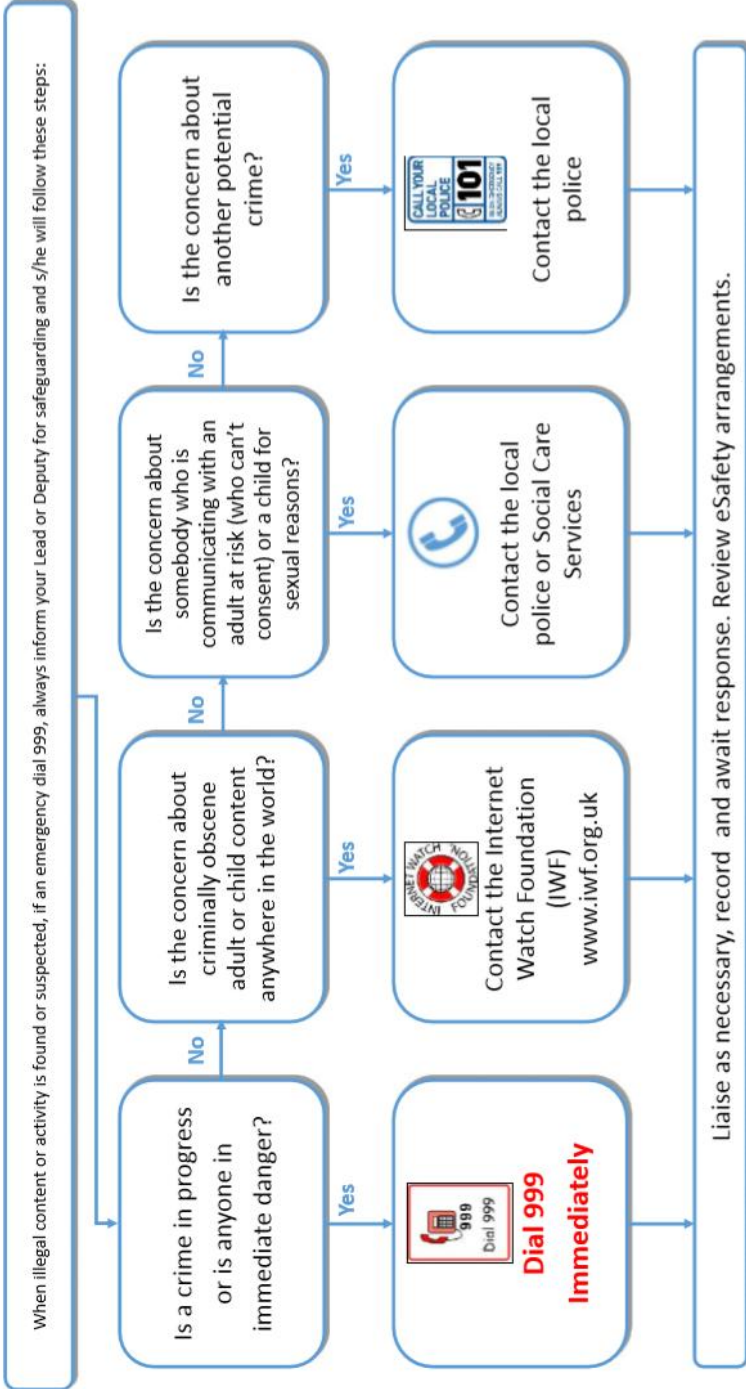 When illegal content or activity is found or suspected, if an emergency dial 999, always inform your Lead or Deputy for safeguarding and s/he will follow these steps:
Is a crime in progress
or is anyone in
immediate danger?
No
Is the concern about
criminally obscene
adult or child content
anywhere in the world?
No
Is the concern about
somebody who is
communicating with an
adult at risk (who can't
consent) or a child for
sexual reasons?
No
Is the concern about
another potential
crime?
Yes
Yes
Yes
Yes
999
Dial 999
Dial 999
Immediately
INTERNET WATCH
FOUNDATION
Contact the Internet
Watch Foundation
(IWF)
www.iwf.org.uk
Contact the local
police or Social Care
Services
CALL YOUR
LOCAL
POLICE
101
Contact the local
police
Liaise as necessary, record and await response. Review eSafety arrangements.